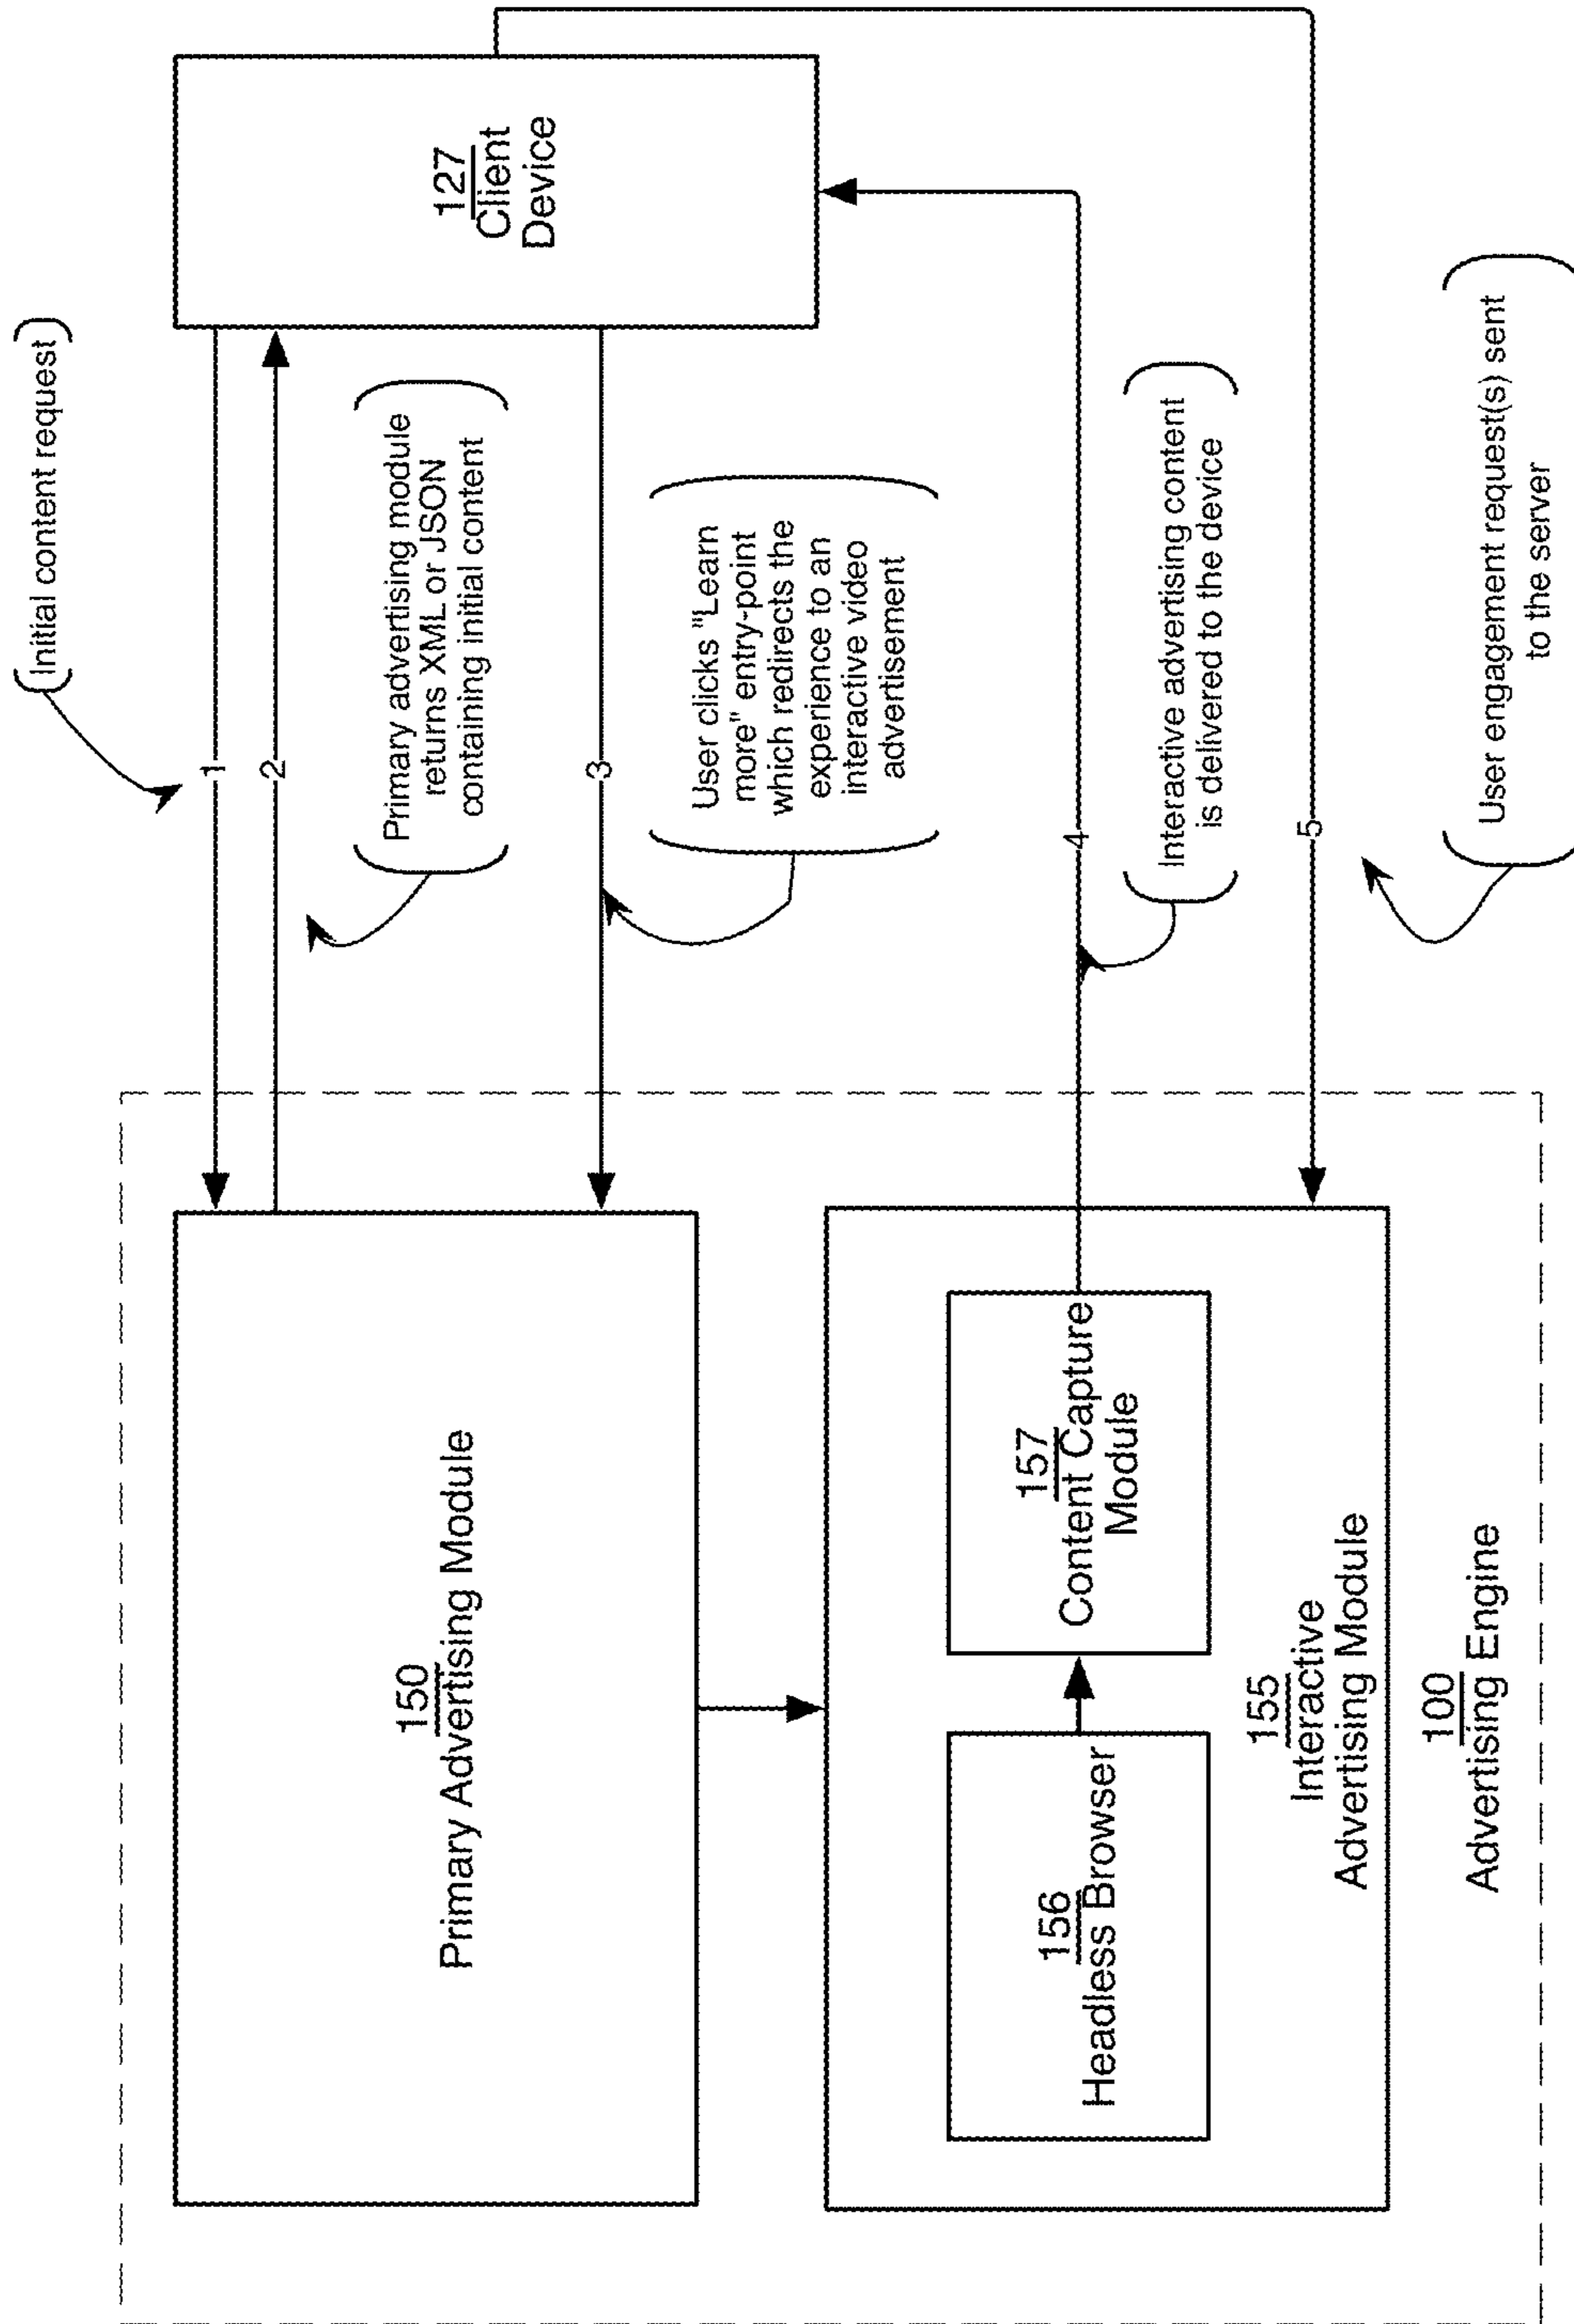 150
Primary Advertising Module
156
Headless Browser
157
Content Capture
Module
155
Interactive
Advertising Module
100
Advertising Engine
Initial content request
1
2
Primary advertising module
returns XML or JSON
containing initial content
3
User clicks "Learn
more" entry-point
which redirects the
experience to an
interactive video
advertisement
4
Interactive advertising content
is delivered to the device
5
User engagement request(s) sent
to the server
127
Client
Device